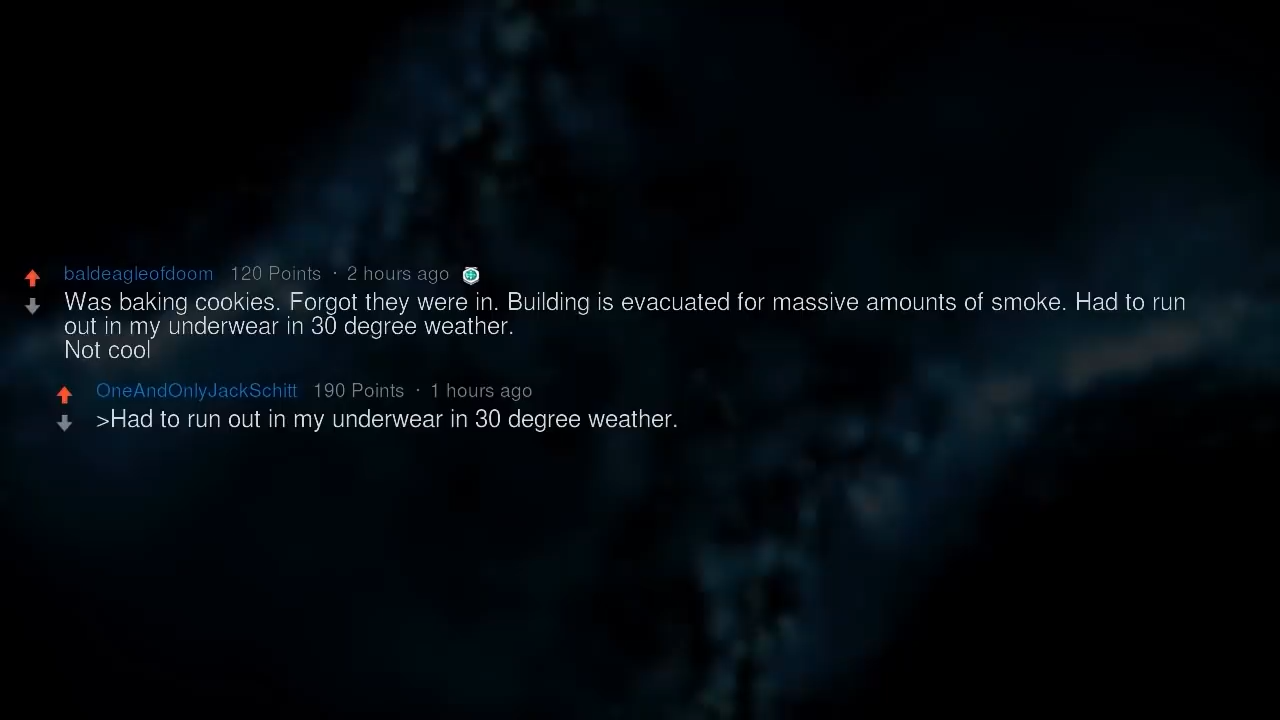 baldeagleofdoom 120 Points · 2 hours ago
Was baking cookies. Forgot they were in. Building is evacuated for massive amounts of smoke. Had to run
out in my underwear in 30 degree weather.
Not cool
OneAndOnlyJackSchitt 190 Points · 1 hours ago
>Had to run out in my underwear in 30 degree weather.